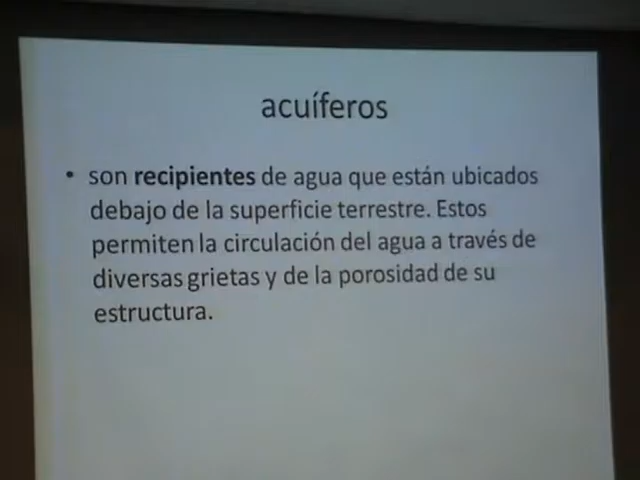 acuíferos
• son recipientes de agua que están ubicados
debajo de la superficie terrestre. Estos
permiten la circulación del agua a través de
diversas grietas y de la porosidad de su
estructura.